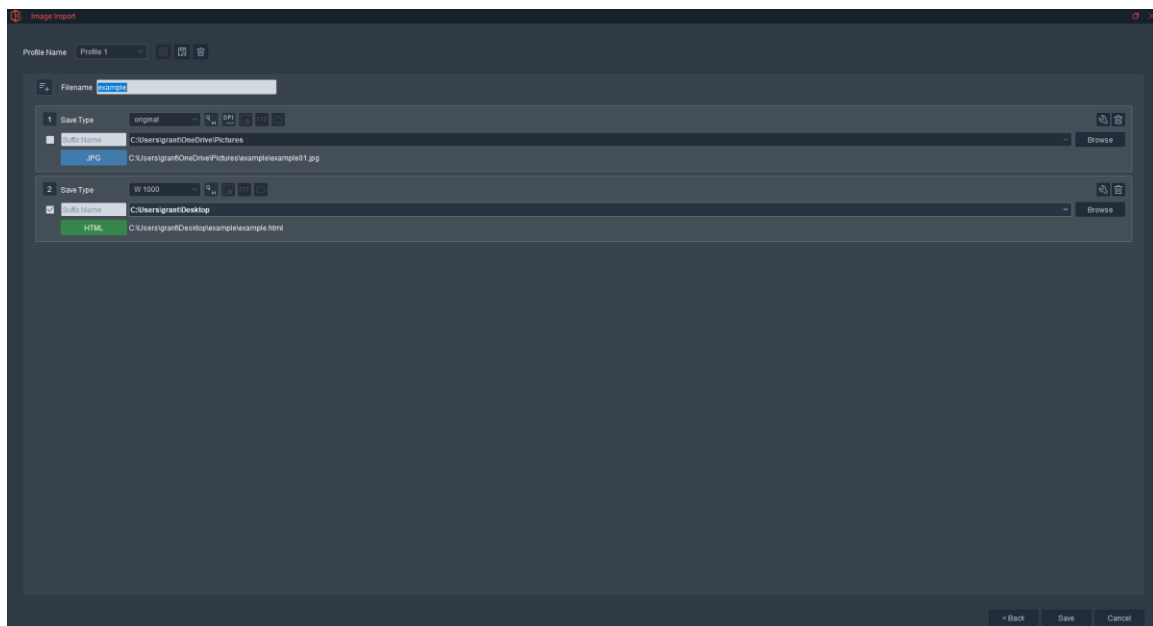 Image Import
Profile Name Profile 1
Filename example
1 Save Type original DPI FTP
Suffix Name C:\Users\grant\OneDrive\Pictures Browse
JPG C:\Users\grant\OneDrive\Pictures\example\example01.jpg
2 Save Type W 1000 FTP
Suffix Name C:\Users\grant\Desktop Browse
HTML C:\Users\grant\Desktop\example\example.html
< Back Save Cancel